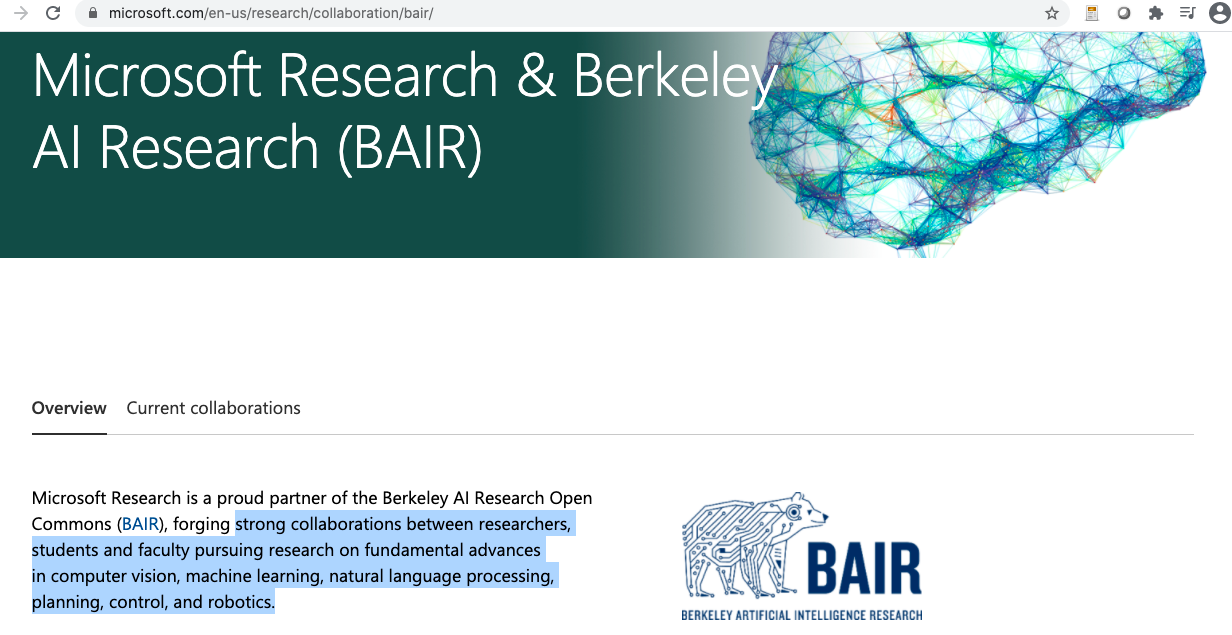 microsoft.com/en-us/research/collaboration/bair/
Microsoft Research & Berkeley
AI Research (BAIR)
Overview Current collaborations
Microsoft Research is a proud partner of the Berkeley AI Research Open
Commons (BAIR), forging strong collaborations between researchers,
students and faculty pursuing research on fundamental advances
in computer vision, machine learning, natural language processing,
planning, control, and robotics.
BAIR
BERKELEY ARTIFICIAL INTELLIGENCE RESEARCH